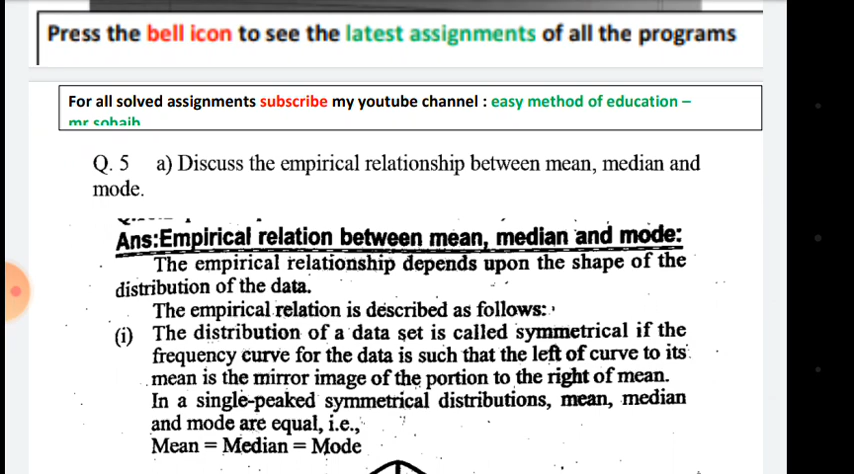 Press the bell icon to see the latest assignments of all the programs
For all solved assignments subscribe my youtube channel : easy method of education –
mr sohaib
Q. 5 a) Discuss the empirical relationship between mean, median and
mode.
Ans:Empirical relation between mean, median and mode:
The empirical relationship depends upon the shape of the
distribution of the data.
The empirical relation is described as follows:
(i) The distribution of a data set is called symmetrical if the
frequency curve for the data is such that the left of curve to its
mean is the mirror image of the portion to the right of mean.
In a single-peaked symmetrical distributions, mean, median
and mode are equal, i.e.,
Mean = Median = Mode